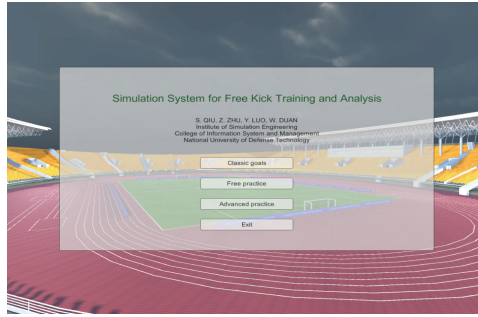 Simulation System for Free Kick Training and Analysis
S. QIU, Z. ZHU, Y. LUO, W. DUAN
Institute of Simulation Engineering
College of Information System and Management
National University of Defense Technology
Classic goals
Free practice
Advanced practice
Exit